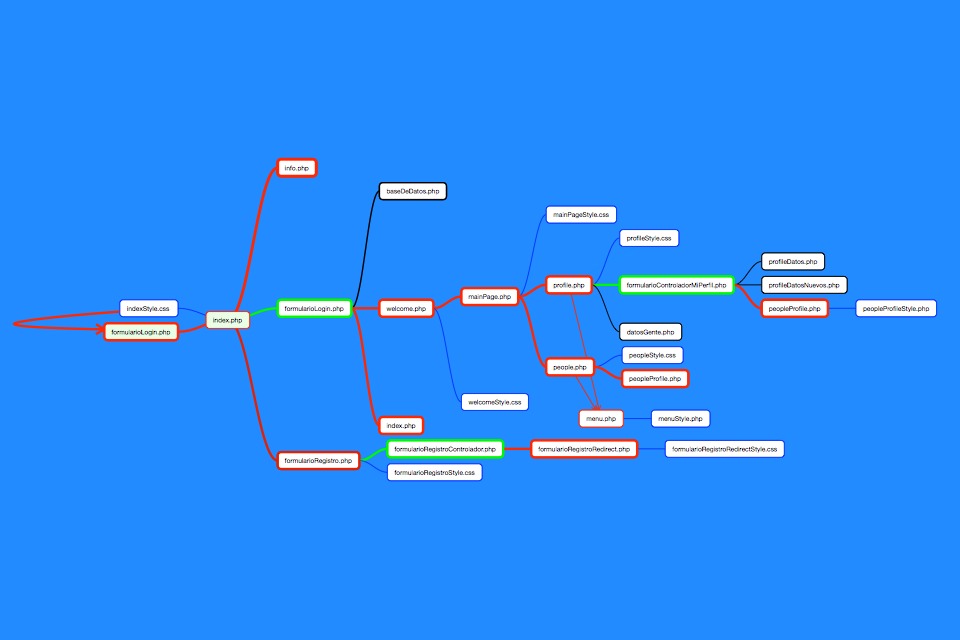 info.php
baseDeDatos.php
mainPageStyle.css
profileStyle.css
profileDatos.php
profile.php
formularioControladorMiPerfil.php
profileDatosNuevos.php
mainPage.php
indexStyle.css
formularioLogin.php
welcome.php
peopleProfile.php
peopleProfileStyle.php
index.php
formularioLogin.php
datosGente.php
peopleStyle.css
people.php
peopleProfile.php
welcomeStyle.css
menu.php
menuStyle.php
index.php
formularioRegistroControlador.php
formularioRegistroRedirect.php
formularioRegistroRedirectStyle.css
formularioRegistro.php
formularioRegistroStyle.css